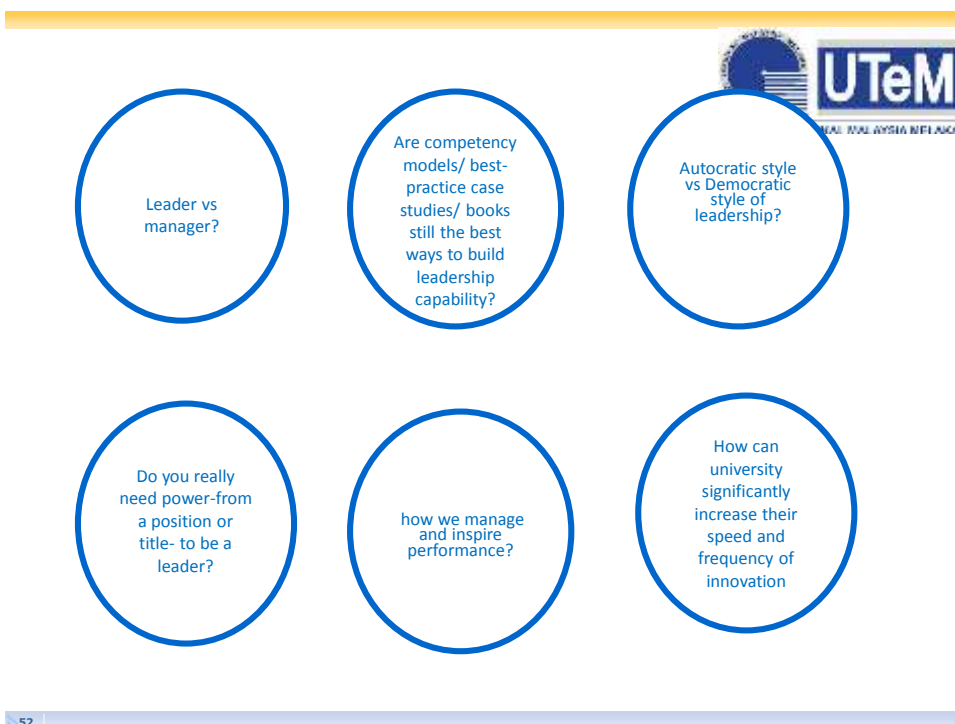 UTeM
MALAYSIA MELAKA
Leader vs
manager?
Are competency
models/ best-
practice case
studies/ books
still the best
ways to build
leadership
capability?
Autocratic style
vs Democratic
style of
leadership?
Do you really
need power-from
a position or
title- to be a
leader?
how we manage
and inspire
performance?
How can
university
significantly
increase their
speed and
frequency of
innovation
52